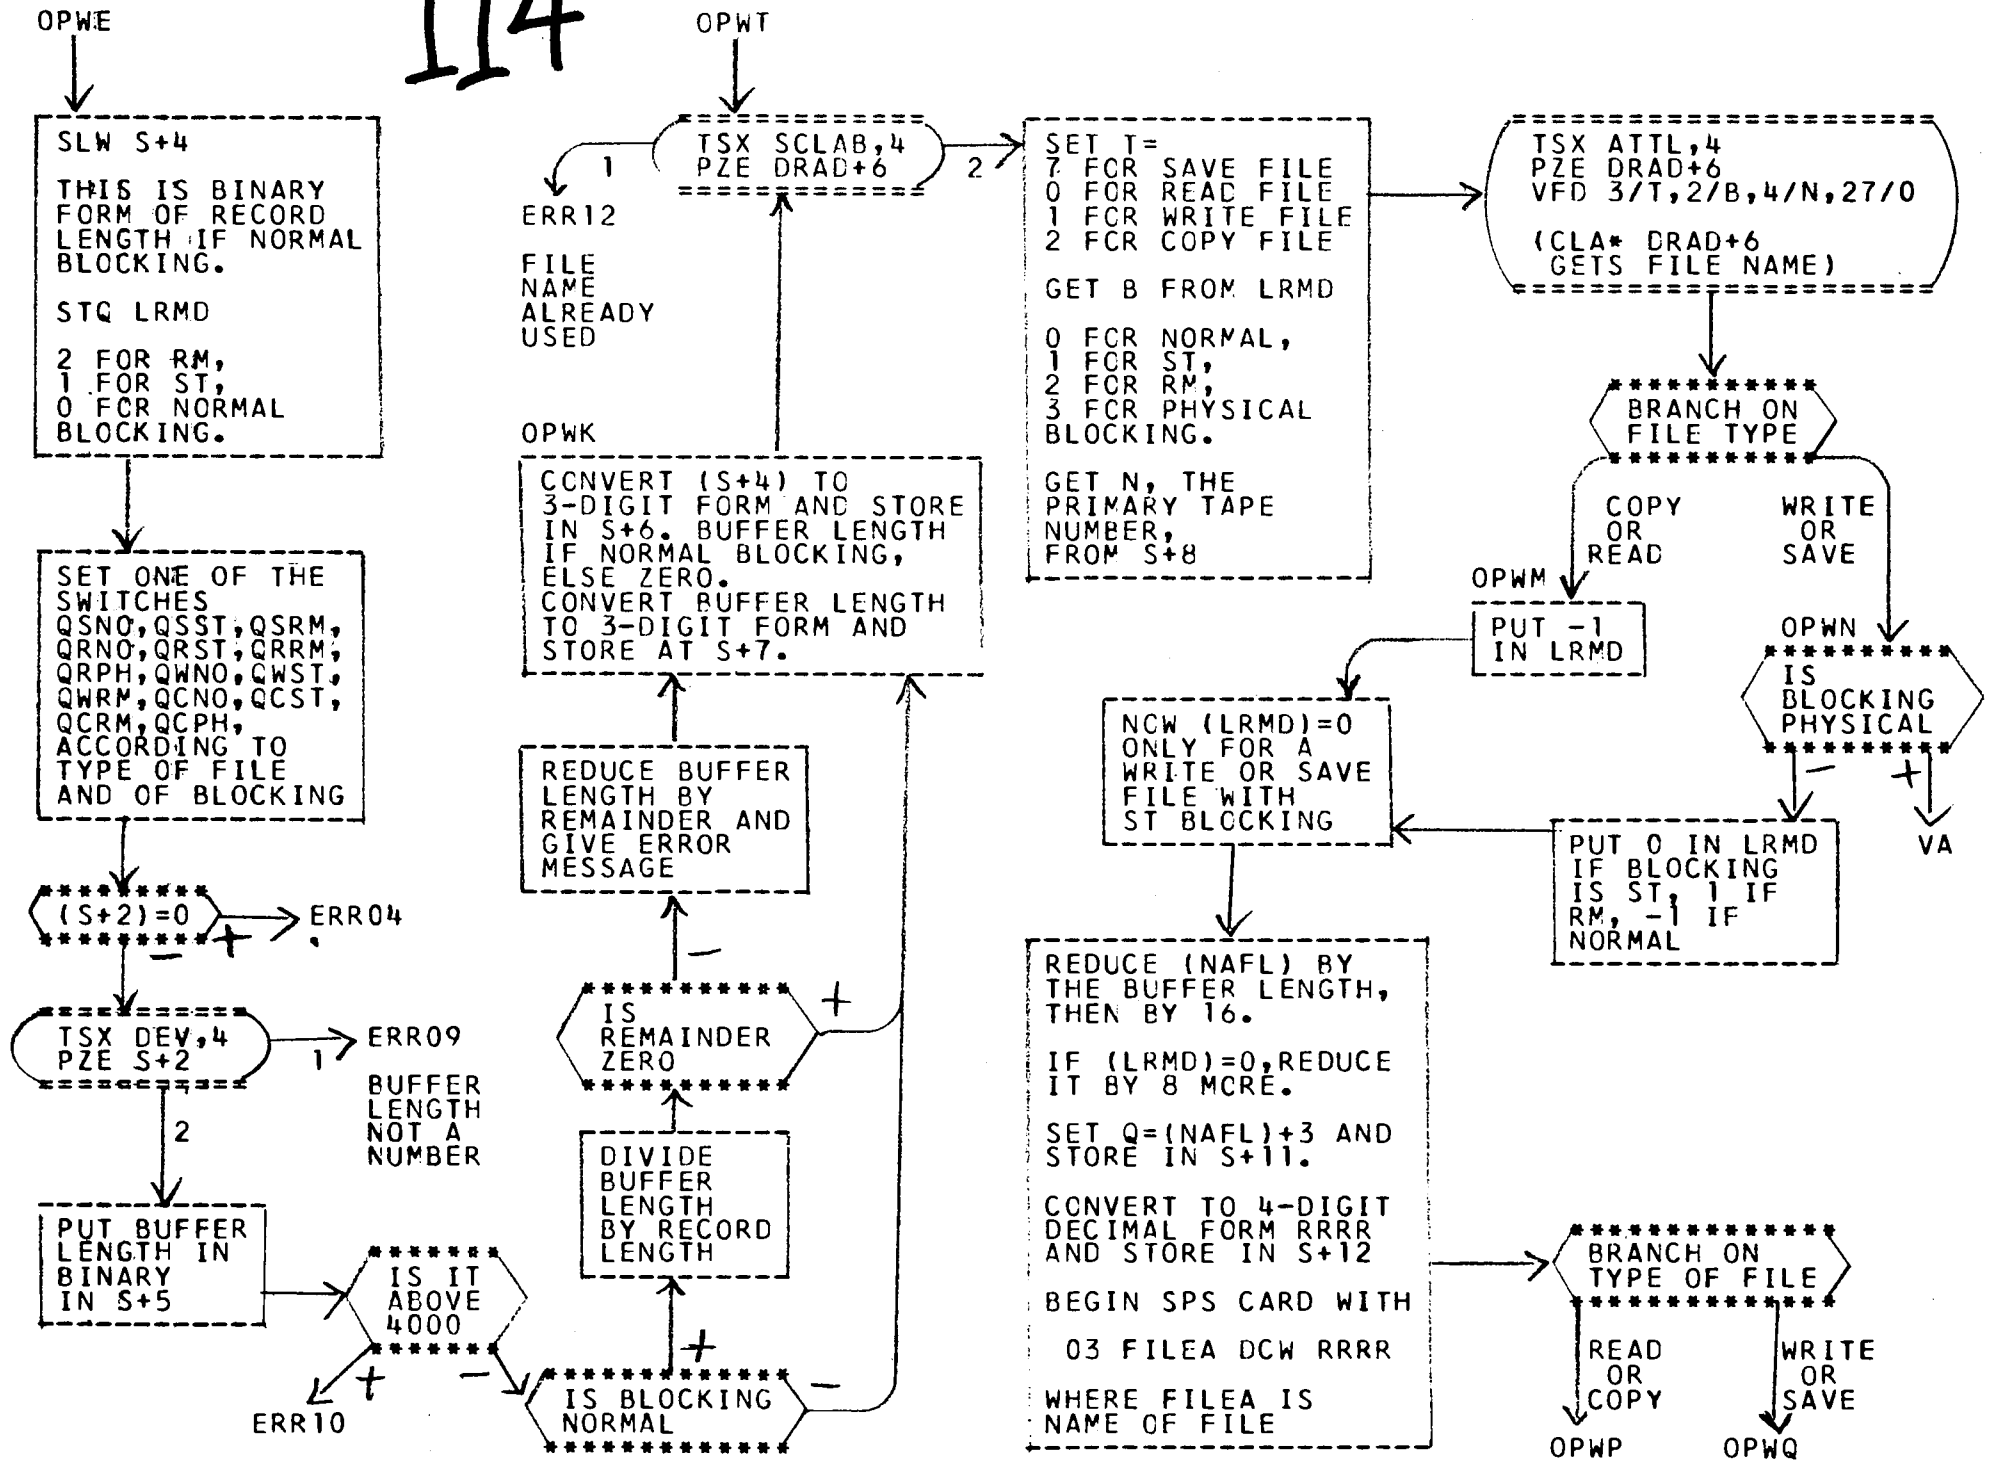 114
OPWE
SLW S+4
THIS IS BINARY
FORM OF RECORD
LENGTH IF NORMAL
BLOCKING.
STQ LRMD
2 FOR RM,
1 FOR ST,
0 FCR NORMAL
BLOCKING.
SET ONE OF THE
SWITCHES
QSNO,QSST,QSRM,
QRNO,QRST,QRRM,
QRPH,QWNO,QWST,
QWRM,QCNO,QCST,
QCRM,QCPH,
ACCORDING TO
TYPE OF FILE
AND OF BLOCKING
(S+2)=0
+
ERR04
-
TSX DEV,4
PZE S+2
1
ERR09
BUFFER
LENGTH
NOT A
NUMBER
2
PUT BUFFER
LENGTH IN
BINARY
IN S+5
IS IT
ABOVE
4000
+
-
ERR10
IS BLOCKING
NORMAL
+
-
DIVIDE
BUFFER
LENGTH
BY RECORD
LENGTH
IS
REMAINDER
ZERO
+
-
REDUCE BUFFER
LENGTH BY
REMAINDER AND
GIVE ERROR
MESSAGE
OPWK
CONVERT (S+4) TO
3-DIGIT FORM AND STORE
IN S+6. BUFFER LENGTH
IF NORMAL BLOCKING,
ELSE ZERO.
CONVERT BUFFER LENGTH
TO 3-DIGIT FORM AND
STORE AT S+7.
OPWT
TSX SCLAB,4
PZE DRAD+6
1
ERR12
FILE
NAME
ALREADY
USED
2
SET T=
7 FOR SAVE FILE
0 FOR READ FILE
1 FCR WRITE FILE
2 FCR COPY FILE
GET B FROM LRMD
0 FCR NORMAL,
1 FCR ST,
2 FCR RM,
3 FCR PHYSICAL
BLOCKING.
GET N, THE
PRIMARY TAPE
NUMBER,
FROM S+8
TSX ATTL,4
PZE DRAD+6
VFD 3/T,2/B,4/N,27/0
(CLA* DRAD+6
GETS FILE NAME)
BRANCH ON
FILE TYPE
COPY
OR
READ
WRITE
OR
SAVE
OPWM
PUT -1
IN LRMD
OPWN
IS
BLOCKING
PHYSICAL
-
+
VA
PUT 0 IN LRMD
IF BLOCKING
IS ST, 1 IF
RM, -1 IF
NORMAL
NCW (LRMD)=0
ONLY FOR A
WRITE OR SAVE
FILE WITH
ST BLOCKING
REDUCE (NAFL) BY
THE BUFFER LENGTH,
THEN BY 16.
IF (LRMD)=0,REDUCE
IT BY 8 MCRE.
SET Q=(NAFL)+3 AND
STORE IN S+11.
CONVERT TO 4-DIGIT
DECIMAL FORM RRRR
AND STORE IN S+12
BEGIN SPS CARD WITH
03 FILEA DCW RRRR
WHERE FILEA IS
NAME OF FILE
BRANCH ON
TYPE OF FILE
READ
OR
COPY
WRITE
OR
SAVE
OPWP
OPWQ